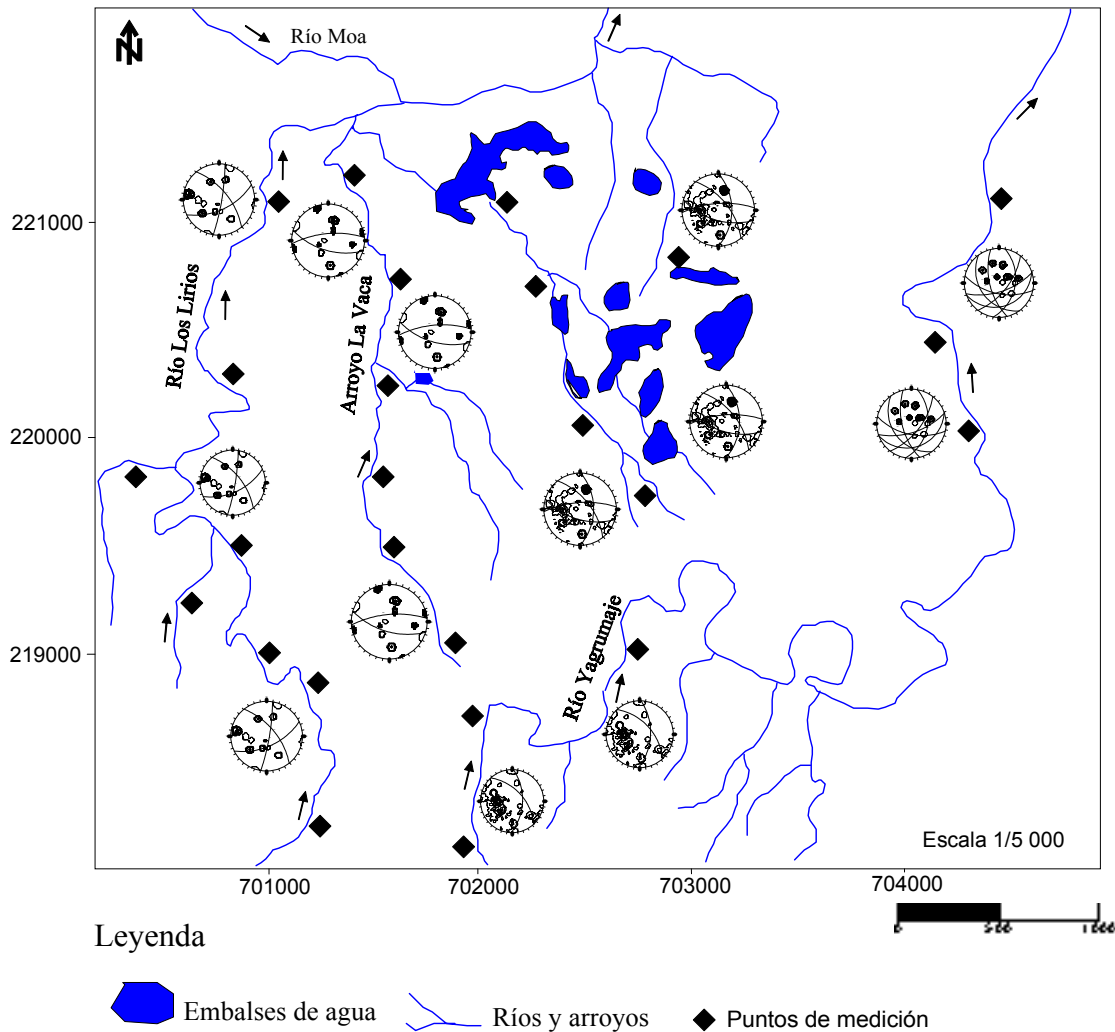 N
Río Moa
221000
Río Los Lirios
Arroyo La Vaca
220000
219000
Río Yagrumaje
Escala 1/5 000
701000
702000
703000
704000
Leyenda
Embalses de agua
Ríos y arroyos
Puntos de medición